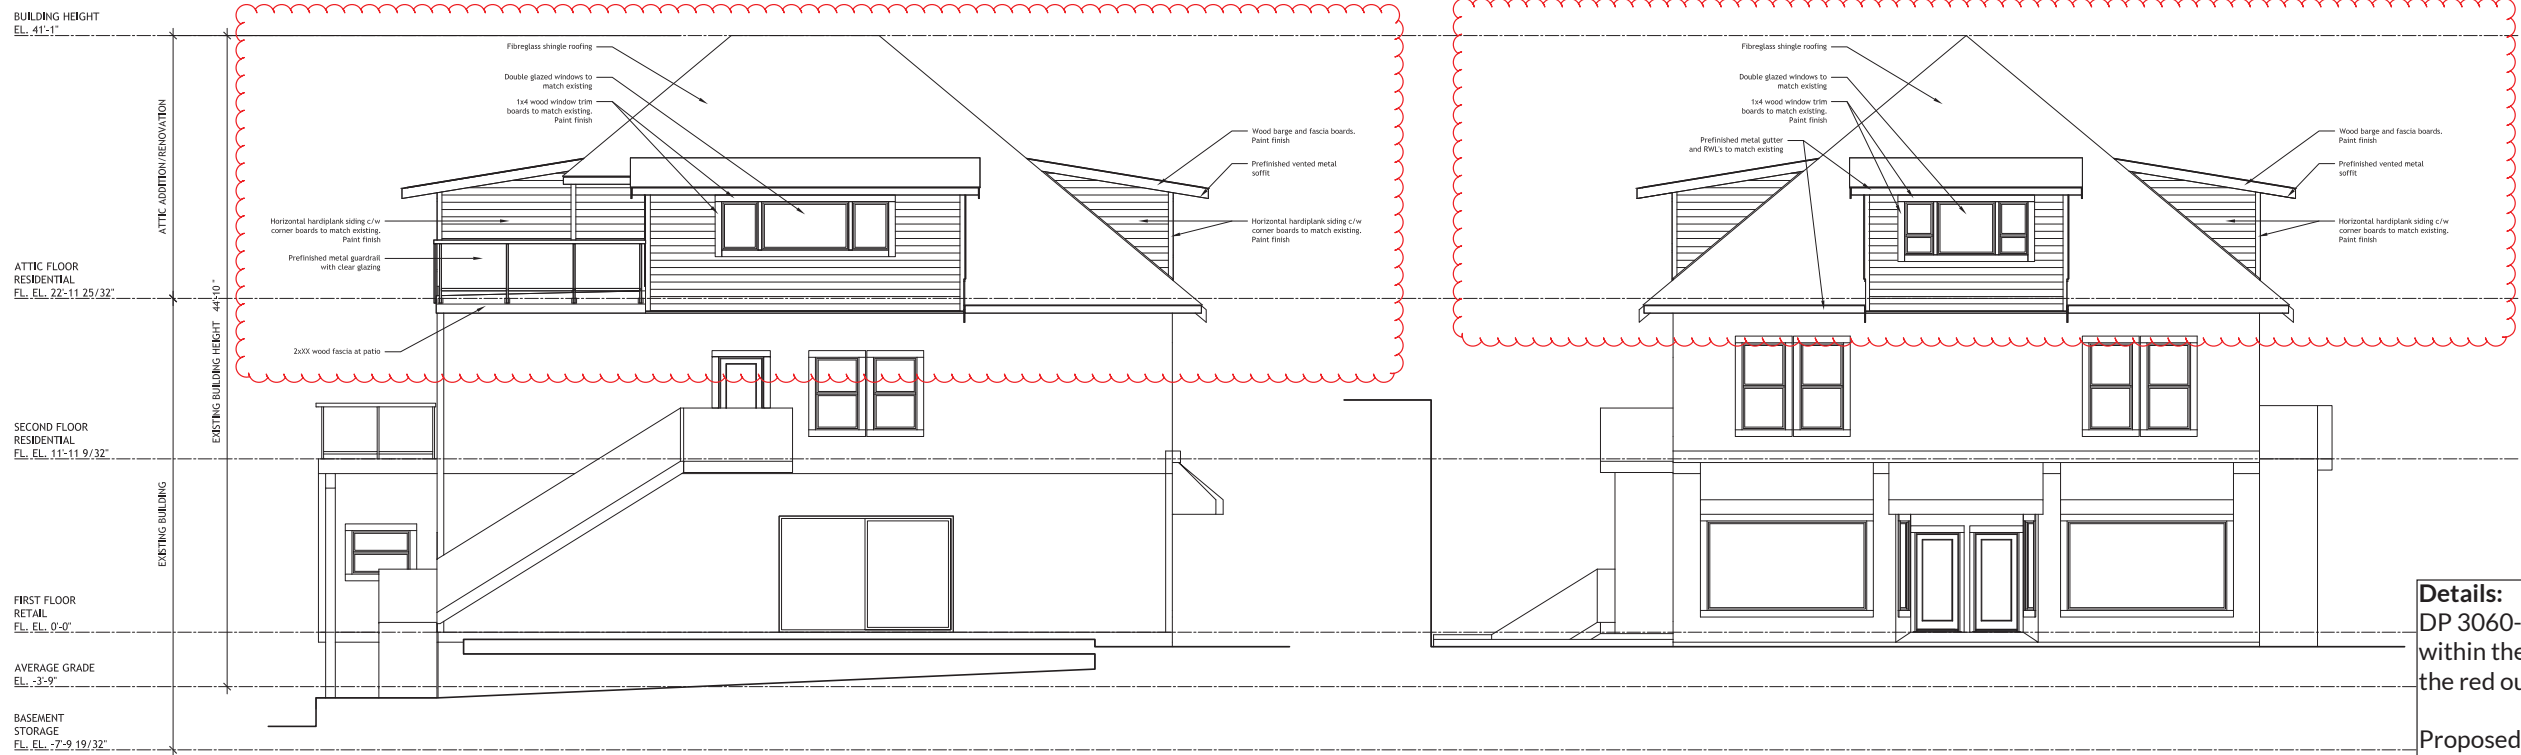 BUILDING HEIGHT
EL. 41'-1"
ATTIC ADDITION/RENOVATION
ATTIC FLOOR
RESIDENTIAL
FL. EL. 22'-11 25/32"
EXISTING BUILDING HEIGHT 44'-10"
SECOND FLOOR
RESIDENTIAL
FL. EL. 11'-11 9/32"
EXISTING BUILDING
FIRST FLOOR
RETAIL
FL. EL. 0'-0"
AVERAGE GRADE
EL. -3'-9"
BASEMENT
STORAGE
FL. EL. -7'-9 19/32"
Fibreglass shingle roofing
Double glazed windows to
match existing
1x4 wood window trim
boards to match existing.
Paint finish
Horizontal hardiplank siding c/w
corner boards to match existing.
Paint finish
Prefinished metal guardrail
with clear glazing
2xXX wood fascia at patio
Wood barge and fascia boards.
Paint finish
Prefinished vented metal
soffit
Horizontal hardiplank siding c/w
corner boards to match existing.
Paint finish
Fibreglass shingle roofing
Double glazed windows to
match existing
1x4 wood window trim
boards to match existing.
Paint finish
Prefinished metal gutter
and RWL's to match existing
Wood barge and fascia boards.
Paint finish
Prefinished vented metal
soffit
Horizontal hardiplank siding c/w
corner boards to match existing.
Paint finish
Details:
DP 3060-
within the
the red ou
Proposed